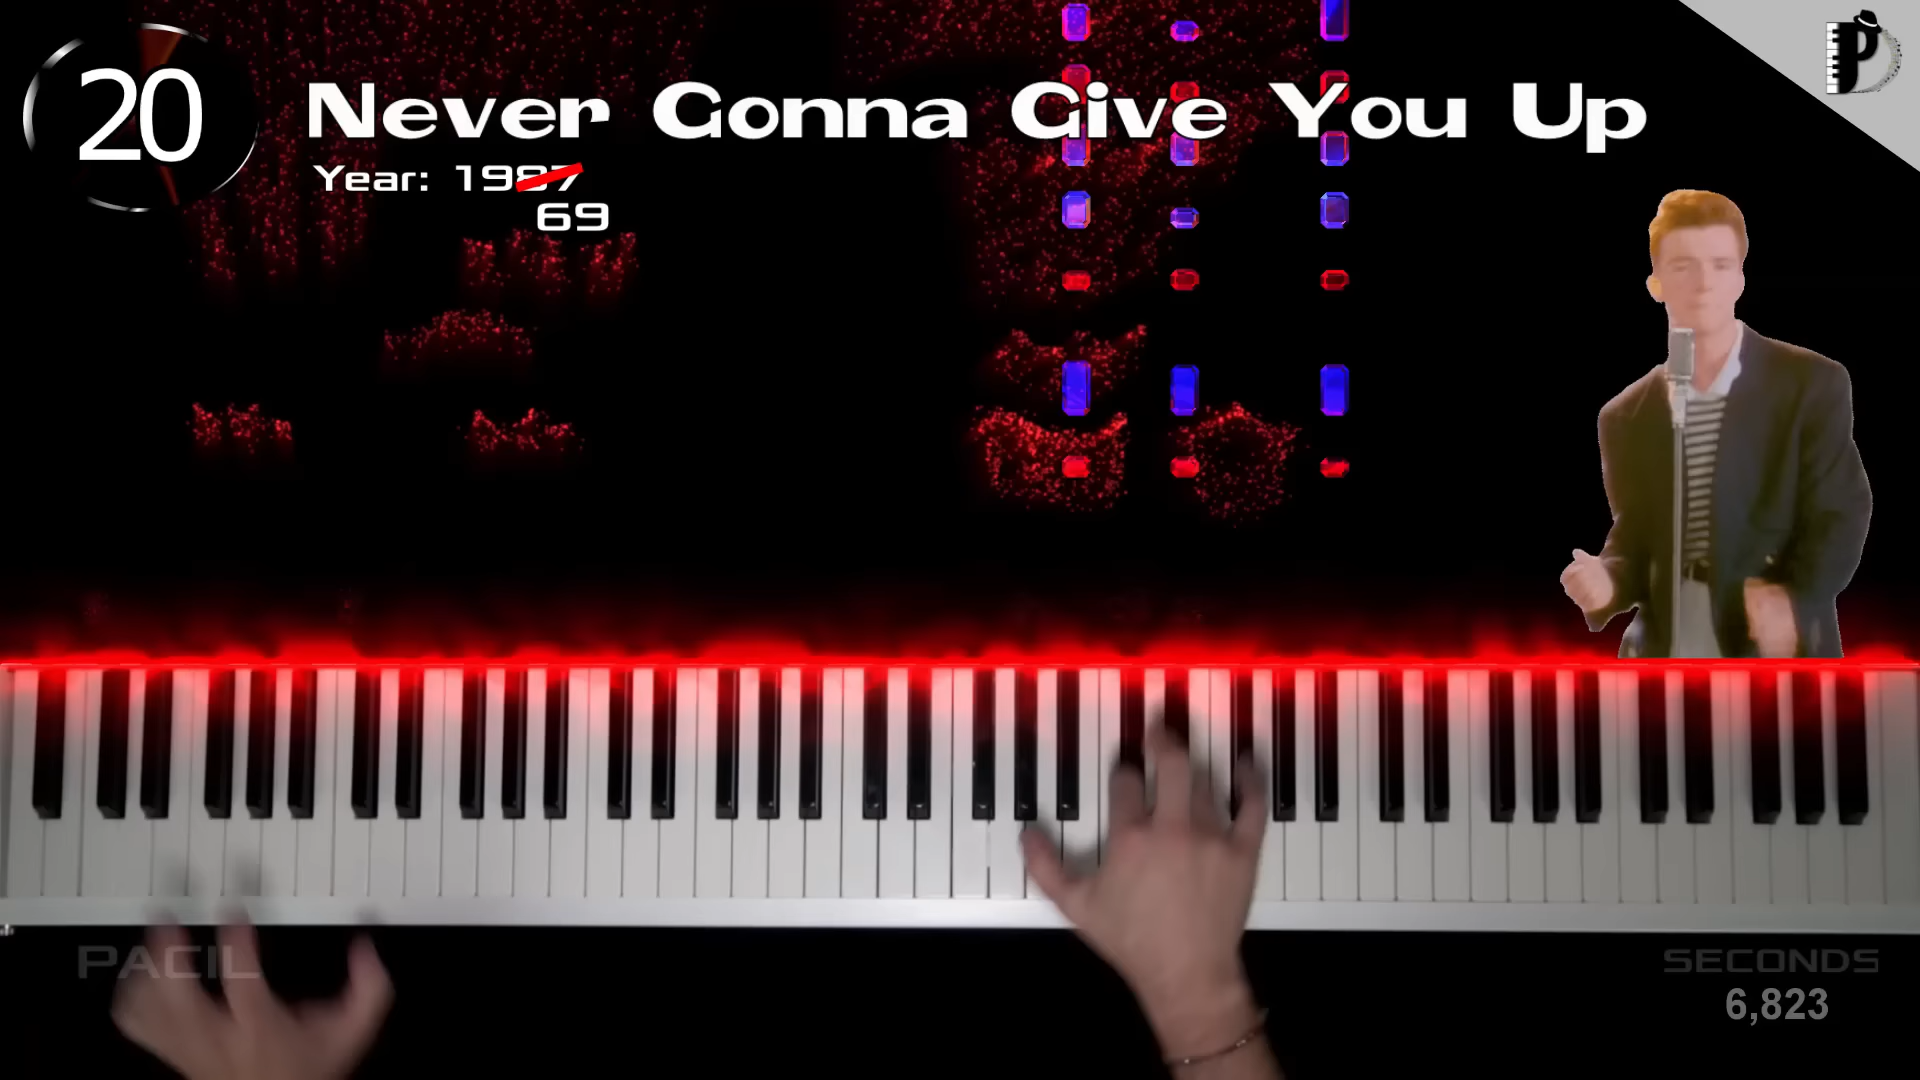 20
Never Gonna Give You Up
Year: 1987
69
PACIL
SECONDS
6,823